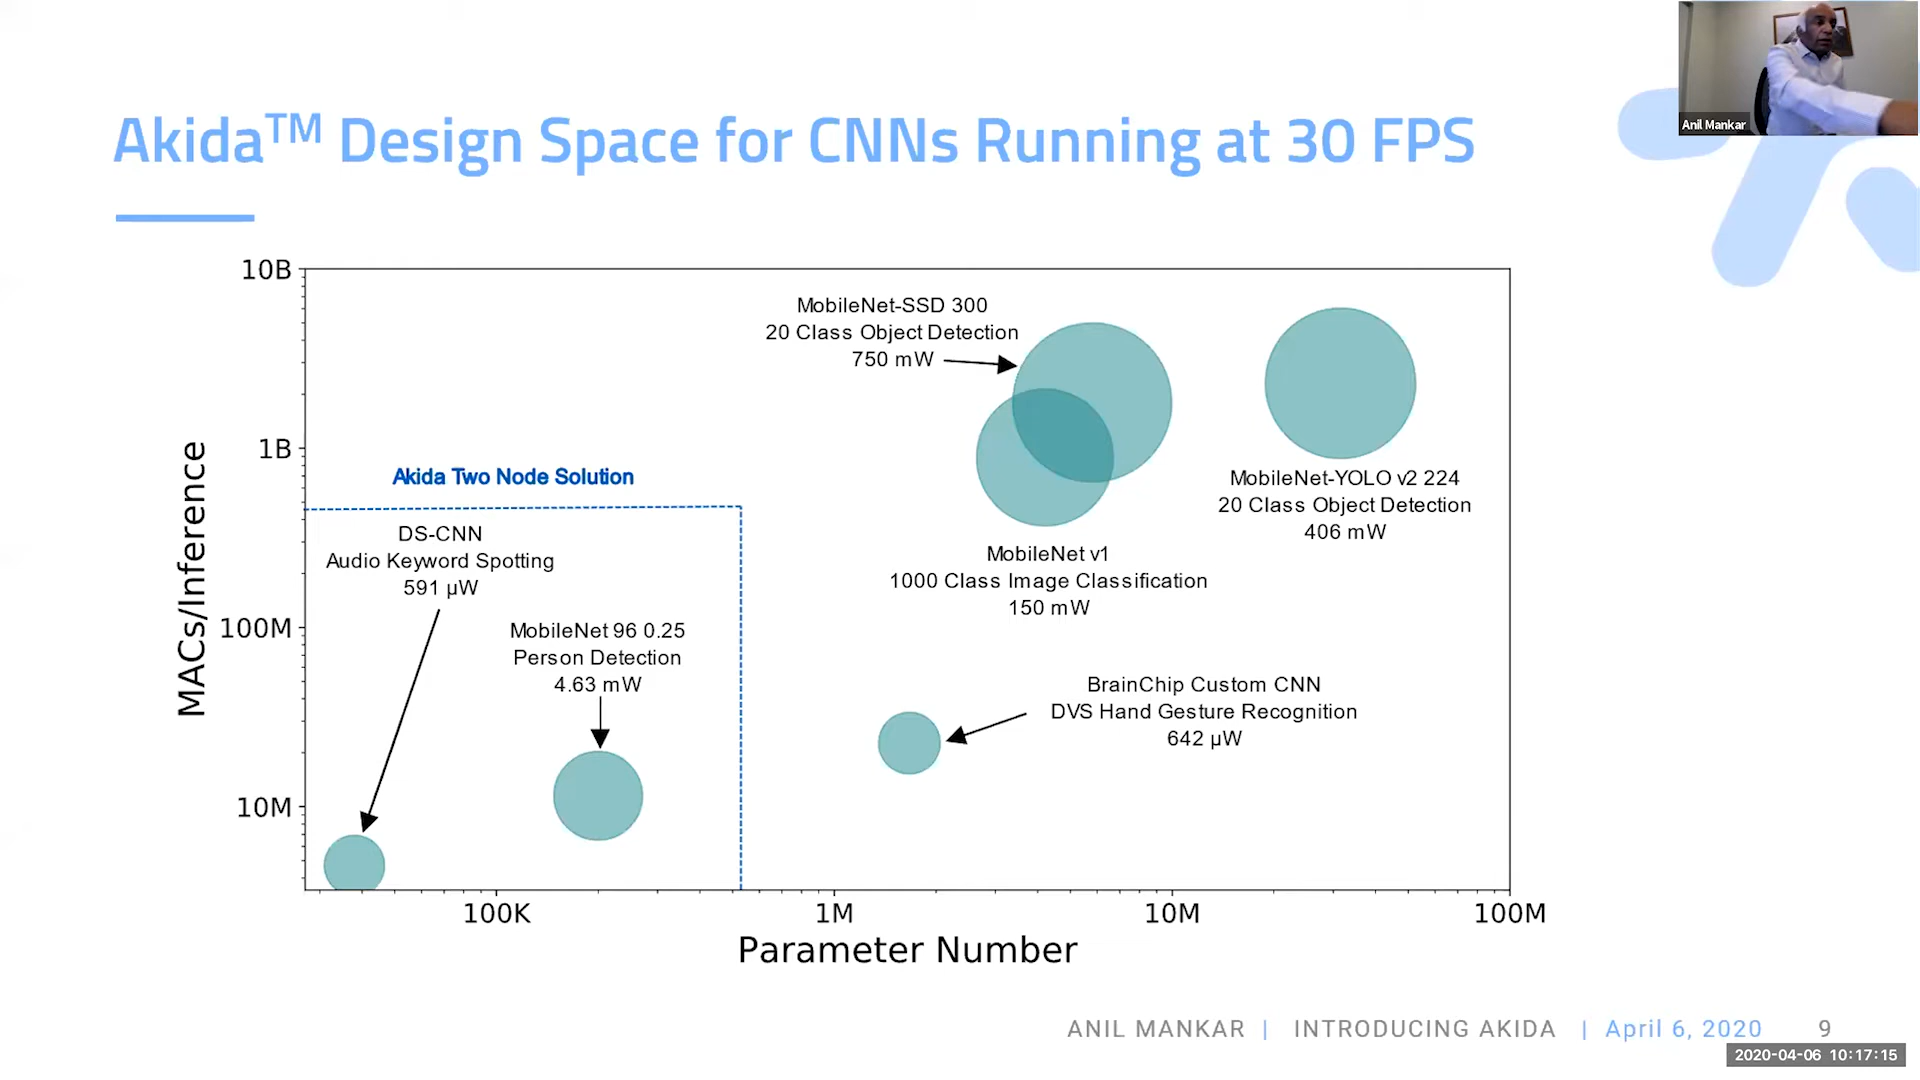 Anil Mankar
Akida™ Design Space for CNNs Running at 30 FPS
10B
1B
100M
10M
MACs/Inference
MobileNet-SSD 300
20 Class Object Detection
750 mW
MobileNet-YOLO v2 224
20 Class Object Detection
406 mW
Akida Two Node Solution
DS-CNN
Audio Keyword Spotting
591 µW
MobileNet v1
1000 Class Image Classification
150 mW
MobileNet 96 0.25
Person Detection
4.63 mW
BrainChip Custom CNN
DVS Hand Gesture Recognition
642 µW
100K
1M
10M
100M
Parameter Number
ANIL MANKAR | INTRODUCING AKIDA | April 6, 2020 9
2020-04-06 10:17:15